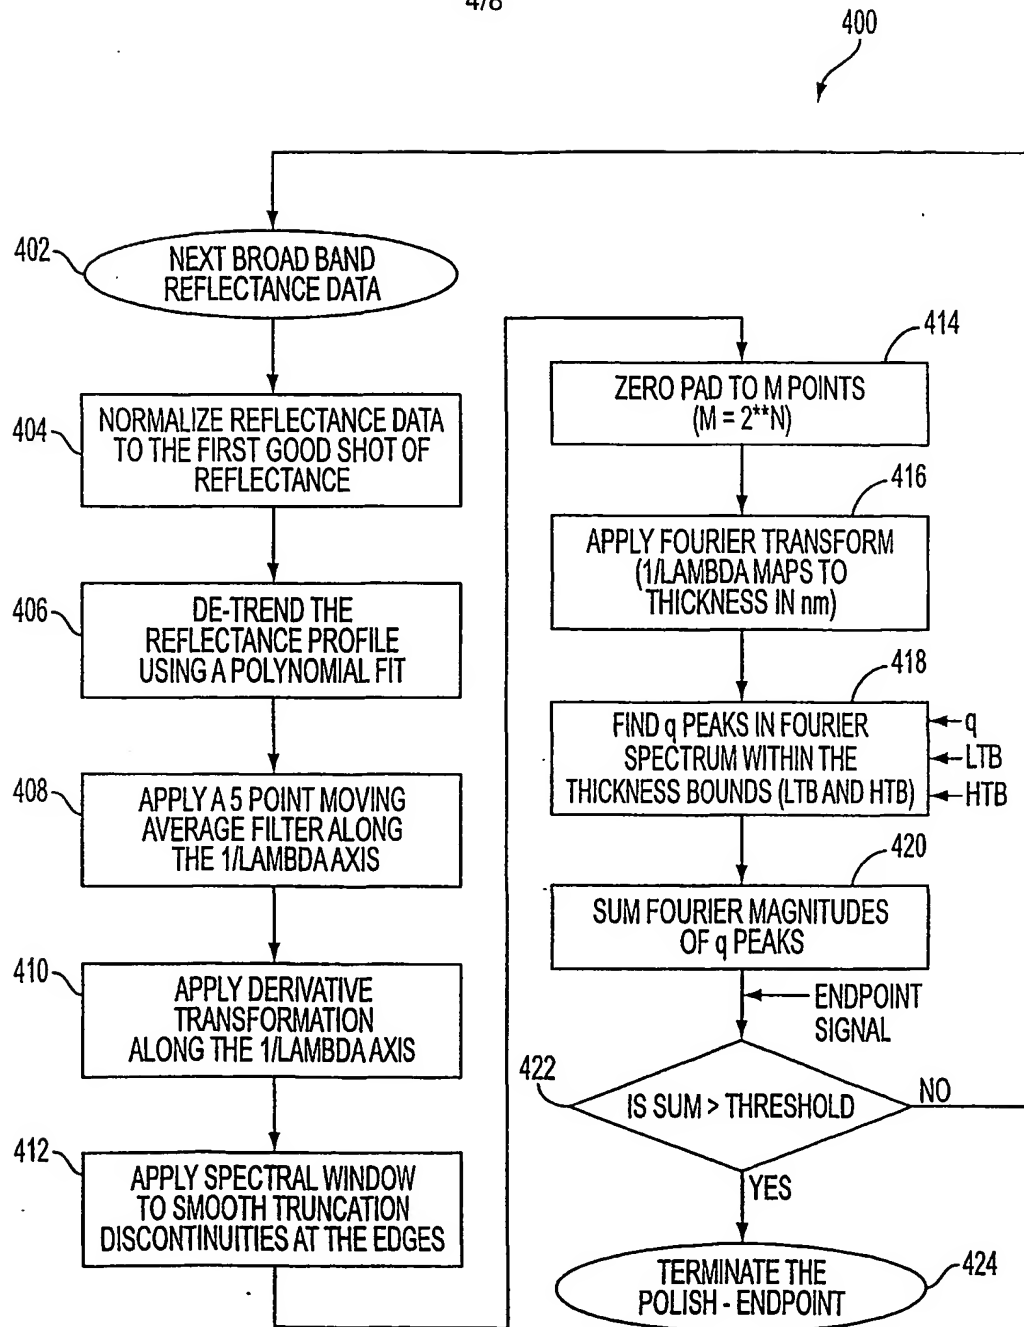 4/8
400
402
NEXT BROAD BAND
REFLECTANCE DATA
404
NORMALIZE REFLECTANCE DATA
TO THE FIRST GOOD SHOT OF
REFLECTANCE
406
DE-TREND THE
REFLECTANCE PROFILE
USING A POLYNOMIAL FIT
408
APPLY A 5 POINT MOVING
AVERAGE FILTER ALONG
THE 1/LAMBDA AXIS
410
APPLY DERIVATIVE
TRANSFORMATION
ALONG THE 1/LAMBDA AXIS
412
APPLY SPECTRAL WINDOW
TO SMOOTH TRUNCATION
DISCONTINUITIES AT THE EDGES
414
ZERO PAD TO M POINTS
(M = 2**N)
416
APPLY FOURIER TRANSFORM
(1/LAMBDA MAPS TO
THICKNESS IN nm)
418
FIND q PEAKS IN FOURIER
SPECTRUM WITHIN THE
THICKNESS BOUNDS (LTB AND HTB)
q
LTB
HTB
420
SUM FOURIER MAGNITUDES
OF q PEAKS
ENDPOINT
SIGNAL
422
IS SUM > THRESHOLD
NO
YES
424
TERMINATE THE
POLISH - ENDPOINT